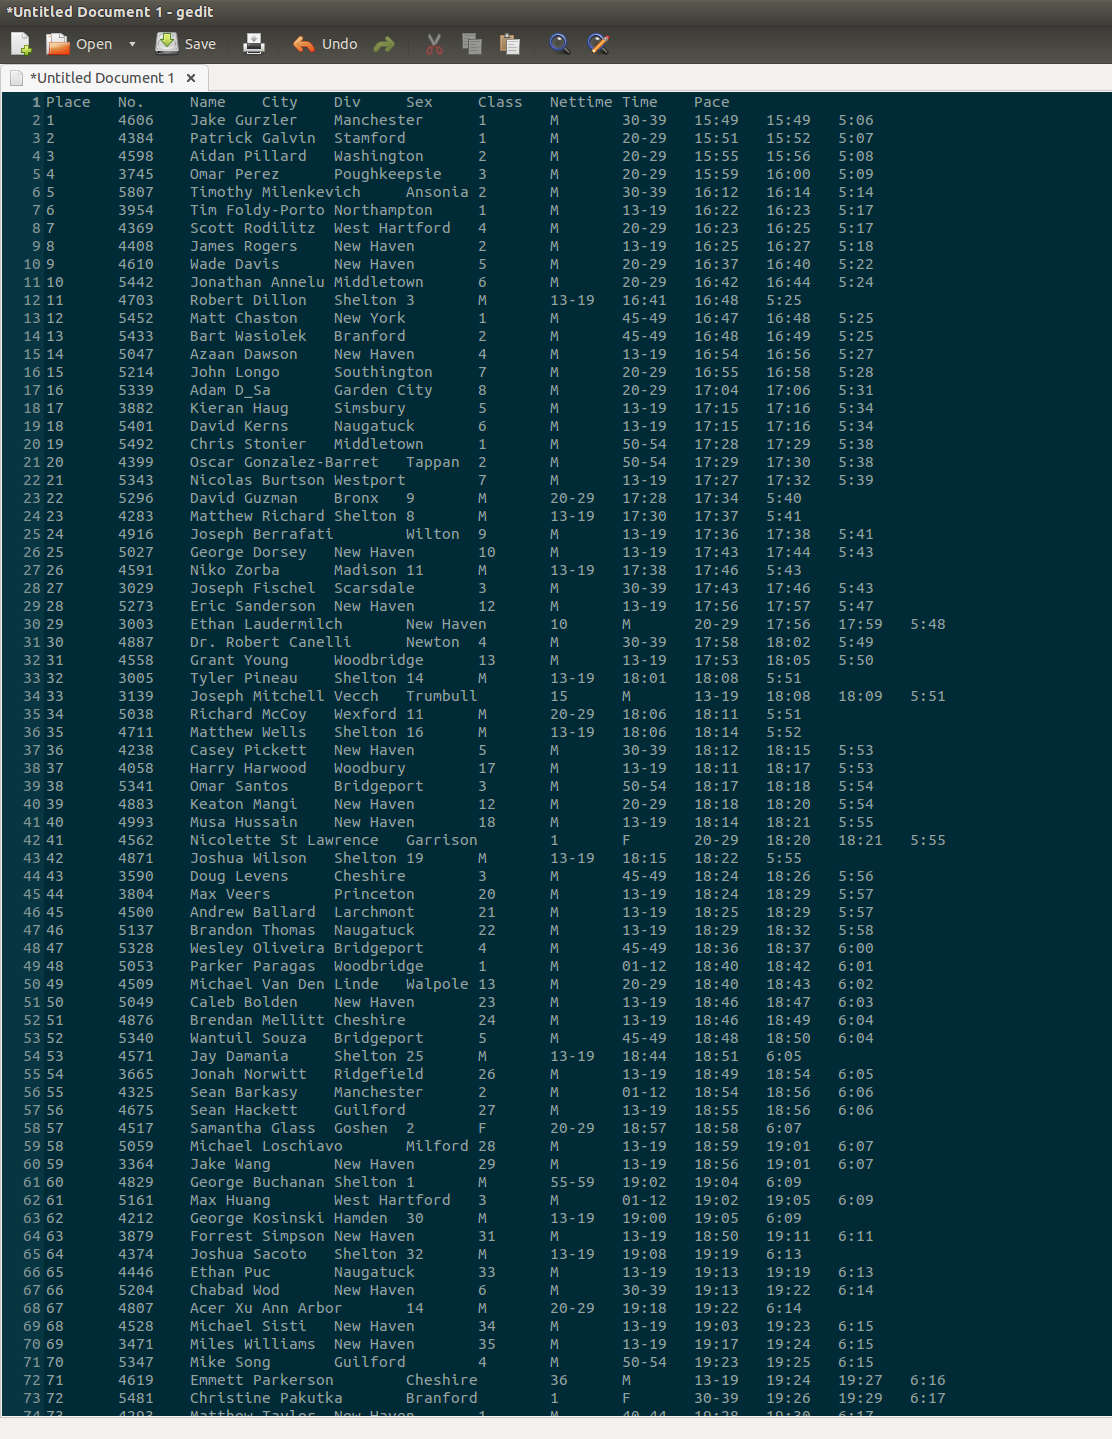 *Untitled Document 1 - gedit
Open Save Undo
*Untitled Document 1 ×
1 Place No. Name City Div Sex Class Nettime Time Pace
2 1 4606 Jake Gurzler Manchester 1 M 30-39 15:49 15:49 5:06
3 2 4384 Patrick Galvin Stamford 1 M 20-29 15:51 15:52 5:07
4 3 4598 Aidan Pillard Washington 2 M 20-29 15:55 15:56 5:08
5 4 3745 Omar Perez Poughkeepsie 3 M 20-29 15:59 16:00 5:09
6 5 5807 Timothy Milenkevich Ansonia 2 M 30-39 16:12 16:14 5:14
7 6 3954 Tim Foldy-Porto Northampton 1 M 13-19 16:22 16:23 5:17
8 7 4369 Scott Rodilitz West Hartford 4 M 20-29 16:23 16:25 5:17
9 8 4408 James Rogers New Haven 2 M 13-19 16:25 16:27 5:18
10 9 4610 Wade Davis New Haven 5 M 20-29 16:37 16:40 5:22
11 10 5442 Jonathan Annelu Middletown 6 M 20-29 16:42 16:44 5:24
12 11 4703 Robert Dillon Shelton 3 M 13-19 16:41 16:48 5:25
13 12 5452 Matt Chaston New York 1 M 45-49 16:47 16:48 5:25
14 13 5433 Bart Wasiolek Branford 2 M 45-49 16:48 16:49 5:25
15 14 5047 Azaan Dawson New Haven 4 M 13-19 16:54 16:56 5:27
16 15 5214 John Longo Southington 7 M 20-29 16:55 16:58 5:28
17 16 5339 Adam D_Sa Garden City 8 M 20-29 17:04 17:06 5:31
18 17 3882 Kieran Haug Simsbury 5 M 13-19 17:15 17:16 5:34
19 18 5401 David Kerns Naugatuck 6 M 13-19 17:15 17:16 5:34
20 19 5492 Chris Stonier Middletown 1 M 50-54 17:28 17:29 5:38
21 20 4399 Oscar Gonzalez-Barret Tappan 2 M 50-54 17:29 17:30 5:38
22 21 5343 Nicolas Burtson Westport 7 M 13-19 17:27 17:32 5:39
23 22 5296 David Guzman Bronx 9 M 20-29 17:28 17:34 5:40
24 23 4283 Matthew Richard Shelton 8 M 13-19 17:30 17:37 5:41
25 24 4916 Joseph Berrafati Wilton 9 M 13-19 17:36 17:38 5:41
26 25 5027 George Dorsey New Haven 10 M 13-19 17:43 17:44 5:43
27 26 4591 Niko Zorba Madison 11 M 13-19 17:38 17:46 5:43
28 27 3029 Joseph Fischel Scarsdale 3 M 30-39 17:43 17:46 5:43
29 28 5273 Eric Sanderson New Haven 12 M 13-19 17:56 17:57 5:47
30 29 3003 Ethan Laudermilch New Haven 10 M 20-29 17:56 17:59 5:48
31 30 4887 Dr. Robert Canelli Newton 4 M 30-39 17:58 18:02 5:49
32 31 4558 Grant Young Woodbridge 13 M 13-19 17:53 18:05 5:50
33 32 3005 Tyler Pineau Shelton 14 M 13-19 18:01 18:08 5:51
34 33 3139 Joseph Mitchell Vecch Trumbull 15 M 13-19 18:08 18:09 5:51
35 34 5038 Richard McCoy Wexford 11 M 20-29 18:06 18:11 5:51
36 35 4711 Matthew Wells Shelton 16 M 13-19 18:06 18:14 5:52
37 36 4238 Casey Pickett New Haven 5 M 30-39 18:12 18:15 5:53
38 37 4058 Harry Harwood Woodbury 17 M 13-19 18:11 18:17 5:53
39 38 5341 Omar Santos Bridgeport 3 M 50-54 18:17 18:18 5:54
40 39 4883 Keaton Mangi New Haven 12 M 20-29 18:18 18:20 5:54
41 40 4993 Musa Hussain New Haven 18 M 13-19 18:14 18:21 5:55
42 41 4562 Nicolette St Lawrence Garrison 1 F 20-29 18:20 18:21 5:55
43 42 4871 Joshua Wilson Shelton 19 M 13-19 18:15 18:22 5:55
44 43 3590 Doug Levens Cheshire 3 M 45-49 18:24 18:26 5:56
45 44 3804 Max Veers Princeton 20 M 13-19 18:24 18:29 5:57
46 45 4500 Andrew Ballard Larchmont 21 M 13-19 18:25 18:29 5:57
47 46 5137 Brandon Thomas Naugatuck 22 M 13-19 18:29 18:32 5:58
48 47 5328 Wesley Oliveira Bridgeport 4 M 45-49 18:36 18:37 6:00
49 48 5053 Parker Paragas Woodbridge 1 M 01-12 18:40 18:42 6:01
50 49 4509 Michael Van Den Linde Walpole 13 M 20-29 18:40 18:43 6:02
51 50 5049 Caleb Bolden New Haven 23 M 13-19 18:46 18:47 6:03
52 51 4876 Brendan Mellitt Cheshire 24 M 13-19 18:46 18:49 6:04
53 52 5340 Wantuil Souza Bridgeport 5 M 45-49 18:48 18:50 6:04
54 53 4571 Jay Damania Shelton 25 M 13-19 18:44 18:51 6:05
55 54 3665 Jonah Norwitt Ridgefield 26 M 13-19 18:49 18:54 6:05
56 55 4325 Sean Barkasy Manchester 2 M 01-12 18:54 18:56 6:06
57 56 4675 Sean Hackett Guilford 27 M 13-19 18:55 18:56 6:06
58 57 4517 Samantha Glass Goshen 2 F 20-29 18:57 18:58 6:07
59 58 5059 Michael Loschiavo Milford 28 M 13-19 18:59 19:01 6:07
60 59 3364 Jake Wang New Haven 29 M 13-19 18:56 19:01 6:07
61 60 4829 George Buchanan Shelton 1 M 55-59 19:02 19:04 6:09
62 61 5161 Max Huang West Hartford 3 M 01-12 19:02 19:05 6:09
63 62 4212 George Kosinski Hamden 30 M 13-19 19:00 19:05 6:09
64 63 3879 Forrest Simpson New Haven 31 M 13-19 18:50 19:11 6:11
65 64 4374 Joshua Sacoto Shelton 32 M 13-19 19:08 19:19 6:13
66 65 4446 Ethan Puc Naugatuck 33 M 13-19 19:13 19:19 6:13
67 66 5204 Chabad Wod New Haven 6 M 30-39 19:13 19:22 6:14
68 67 4807 Acer Xu Ann Arbor 14 M 20-29 19:18 19:22 6:14
69 68 4528 Michael Sisti New Haven 34 M 13-19 19:03 19:23 6:15
70 69 3471 Miles Williams New Haven 35 M 13-19 19:17 19:24 6:15
71 70 5347 Mike Song Guilford 4 M 50-54 19:23 19:25 6:15
72 71 4619 Emmett Parkerson Cheshire 36 M 13-19 19:24 19:27 6:16
73 72 5481 Christine Pakutka Branford 1 F 30-39 19:26 19:29 6:17
74 73 4293 Matthew Taylor New Haven 1 M 40-44 19:28 19:30 6:17